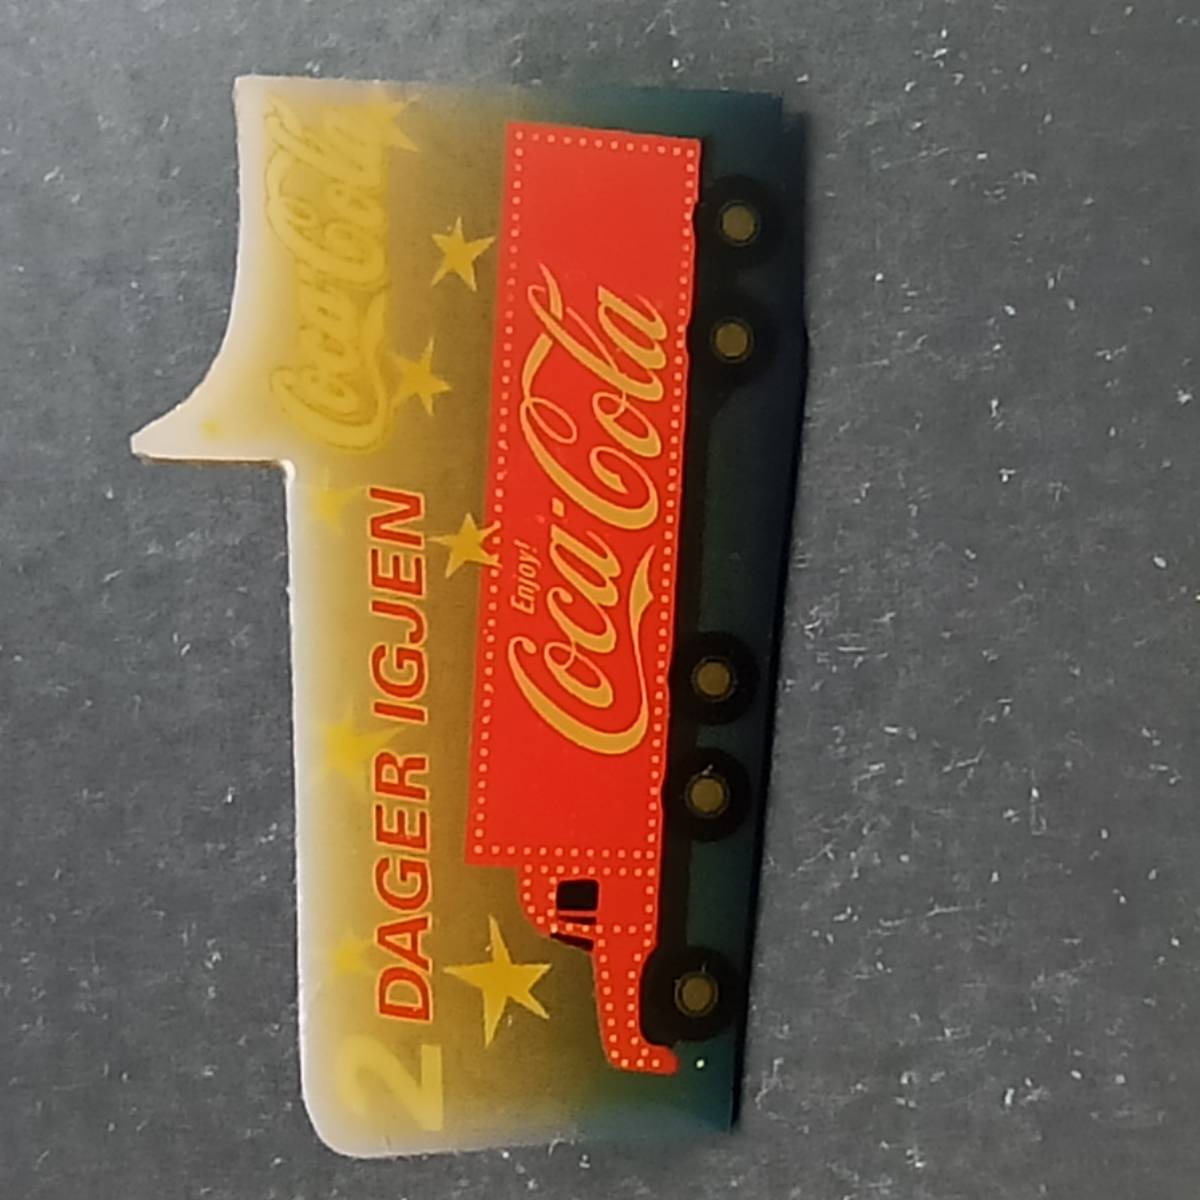 Coca-Cola
2 DAGER IGJEN
Enjoy!
Coca-Cola